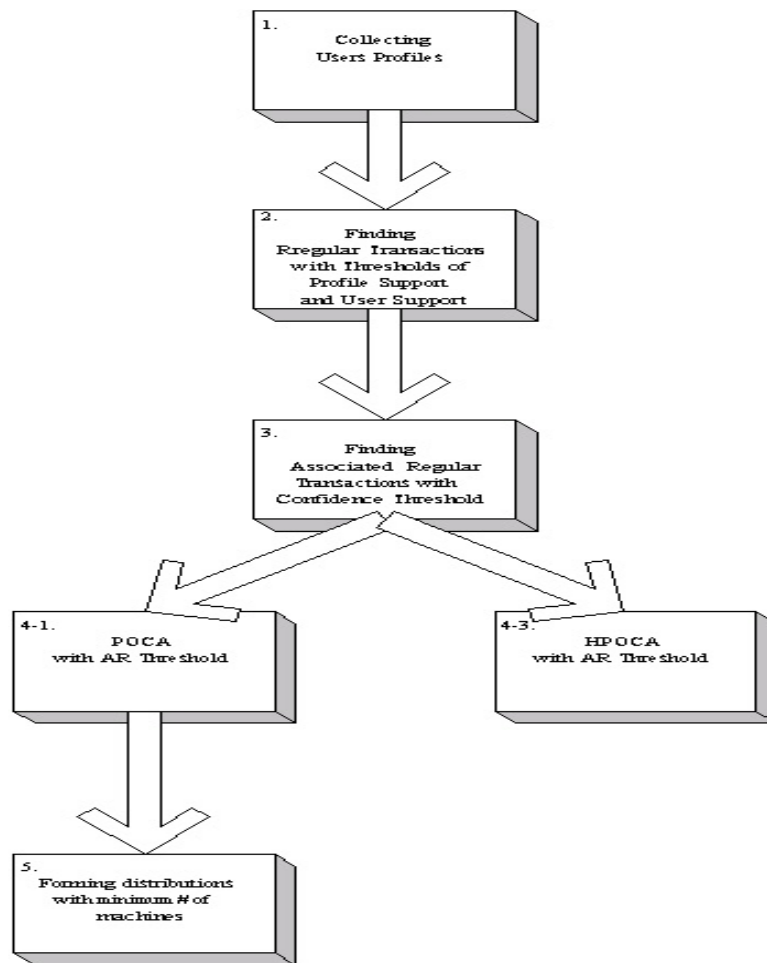 1.
Collecting
Users Profiles
2.
Finding
Rregular Transactions
with Thresholds of
Profile Support
and User Support
3.
Finding
Associated Regular
Transactions with
Confidence Threshold
4-1.
POCA
with AR Threshold
4-3.
HPOCA
with AR Threshold
5.
Forming distributions
with minimum # of
machines